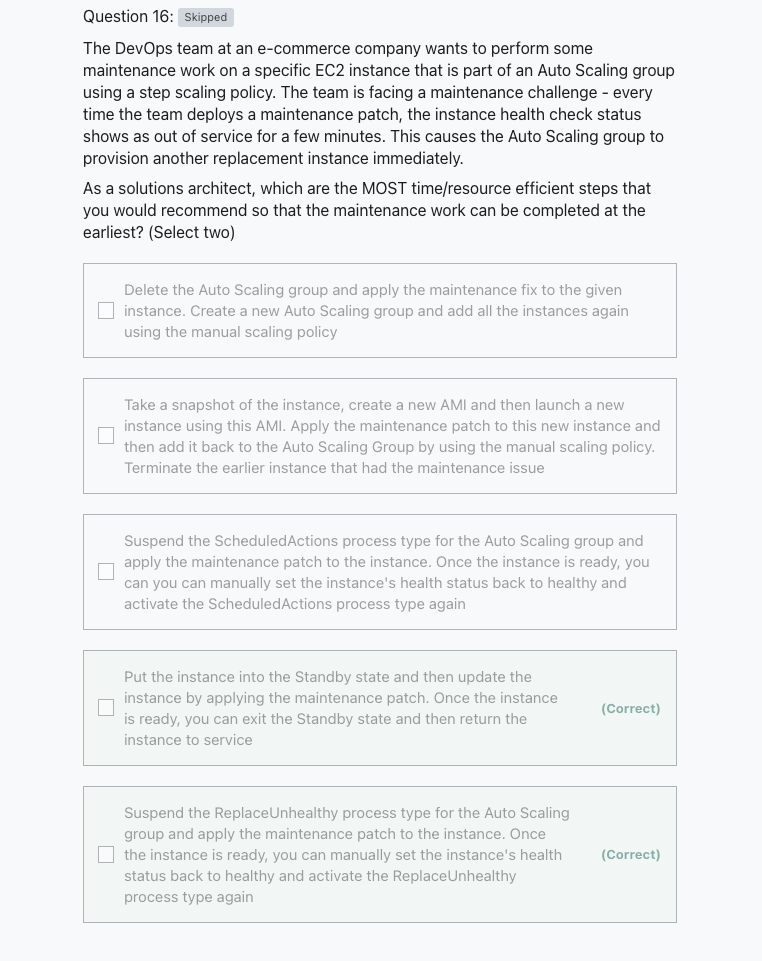 Question 16: Skipped
The DevOps team at an e-commerce company wants to perform some
maintenance work on a specific EC2 instance that is part of an Auto Scaling group
using a step scaling policy. The team is facing a maintenance challenge - every
time the team deploys a maintenance patch, the instance health check status
shows as out of service for a few minutes. This causes the Auto Scaling group to
provision another replacement instance immediately.
As a solutions architect, which are the MOST time/resource efficient steps that
you would recommend so that the maintenance work can be completed at the
earliest? (Select two)
Delete the Auto Scaling group and apply the maintenance fix to the given
instance. Create a new Auto Scaling group and add all the instances again
using the manual scaling policy
Take a snapshot of the instance, create a new AMI and then launch a new
instance using this AMI. Apply the maintenance patch to this new instance and
then add it back to the Auto Scaling Group by using the manual scaling policy.
Terminate the earlier instance that had the maintenance issue
Suspend the ScheduledActions process type for the Auto Scaling group and
apply the maintenance patch to the instance. Once the instance is ready, you
can you can manually set the instance's health status back to healthy and
activate the ScheduledActions process type again
Put the instance into the Standby state and then update the
instance by applying the maintenance patch. Once the instance
is ready, you can exit the Standby state and then return the
instance to service
(Correct)
Suspend the ReplaceUnhealthy process type for the Auto Scaling
group and apply the maintenance patch to the instance. Once
the instance is ready, you can manually set the instance's health
status back to healthy and activate the ReplaceUnhealthy
process type again
(Correct)